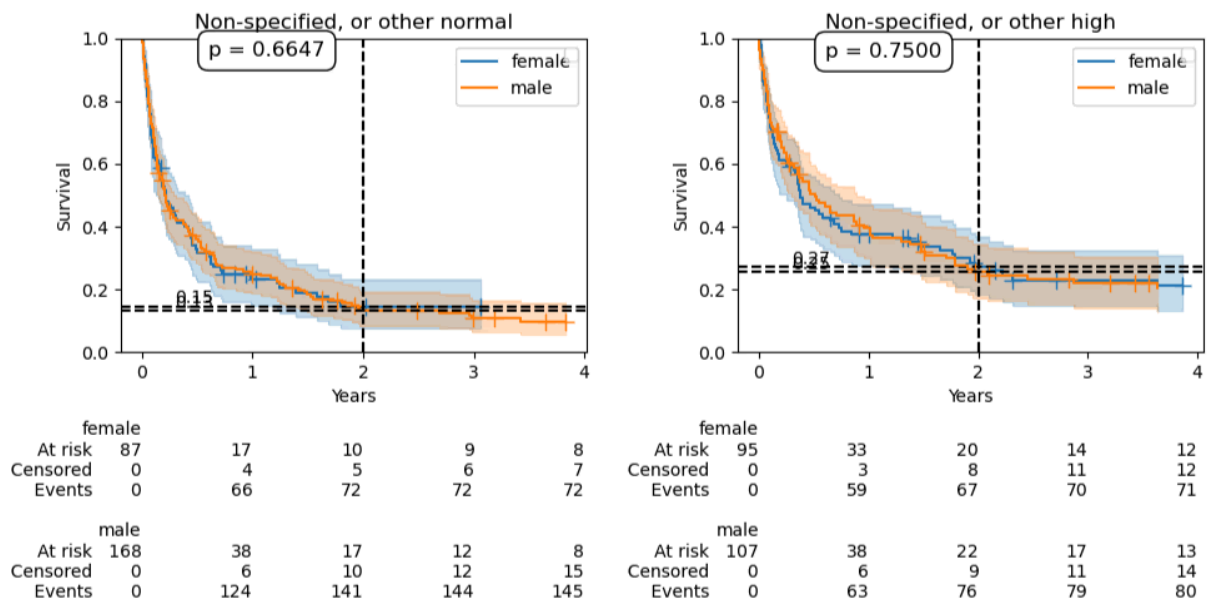 Non-specified, or other normal
p = 0.6647
female
male
Survival
1.0
0.8
0.6
0.4
0.2
0.0
0.15
0 1 2 3 4
Years
female
At risk 87 17 10 9 8
Censored 0 4 5 6 7
Events 0 66 72 72 72
male
At risk 168 38 17 12 8
Censored 0 6 10 12 15
Events 0 124 141 144 145
Non-specified, or other high
p = 0.7500
female
male
Survival
1.0
0.8
0.6
0.4
0.2
0.0
0.27
0 1 2 3 4
Years
female
At risk 95 33 20 14 12
Censored 0 3 8 11 12
Events 0 59 67 70 71
male
At risk 107 38 22 17 13
Censored 0 6 9 11 14
Events 0 63 76 79 80